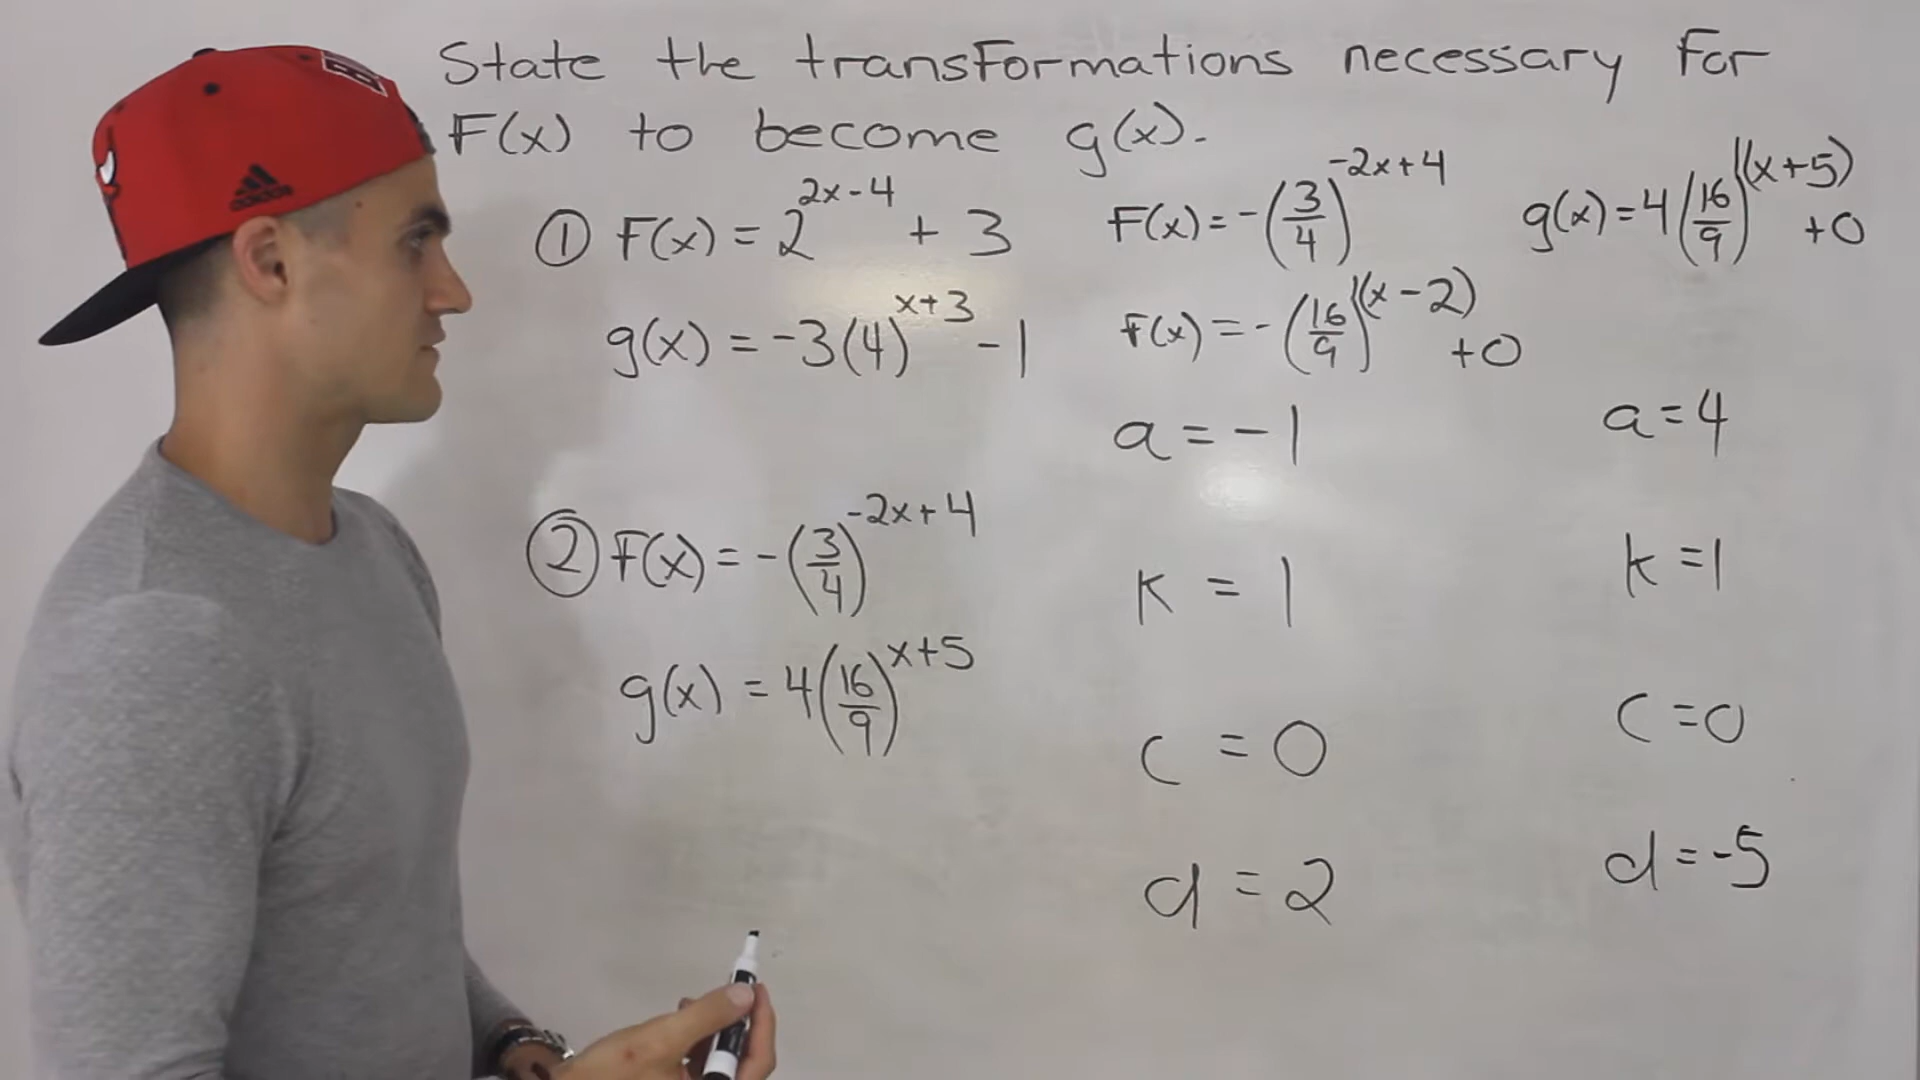 State the transformations necessary for
F(x) to become g(x).
① F(x) = 2^{2x-4} + 3
g(x) = -3(4)^{x+3} - 1
② F(x) = -(3/4)^{-2x+4}
g(x) = 4(16/9)^{x+5}
F(x) = -(3/4)^{-2x+4}
F(x) = -(16/9)^{1(x-2)} + 0
a = -1
k = 1
c = 0
d = 2
g(x) = 4(16/9)^{1(x+5)} + 0
a = 4
k = 1
c = 0
d = -5
adidas